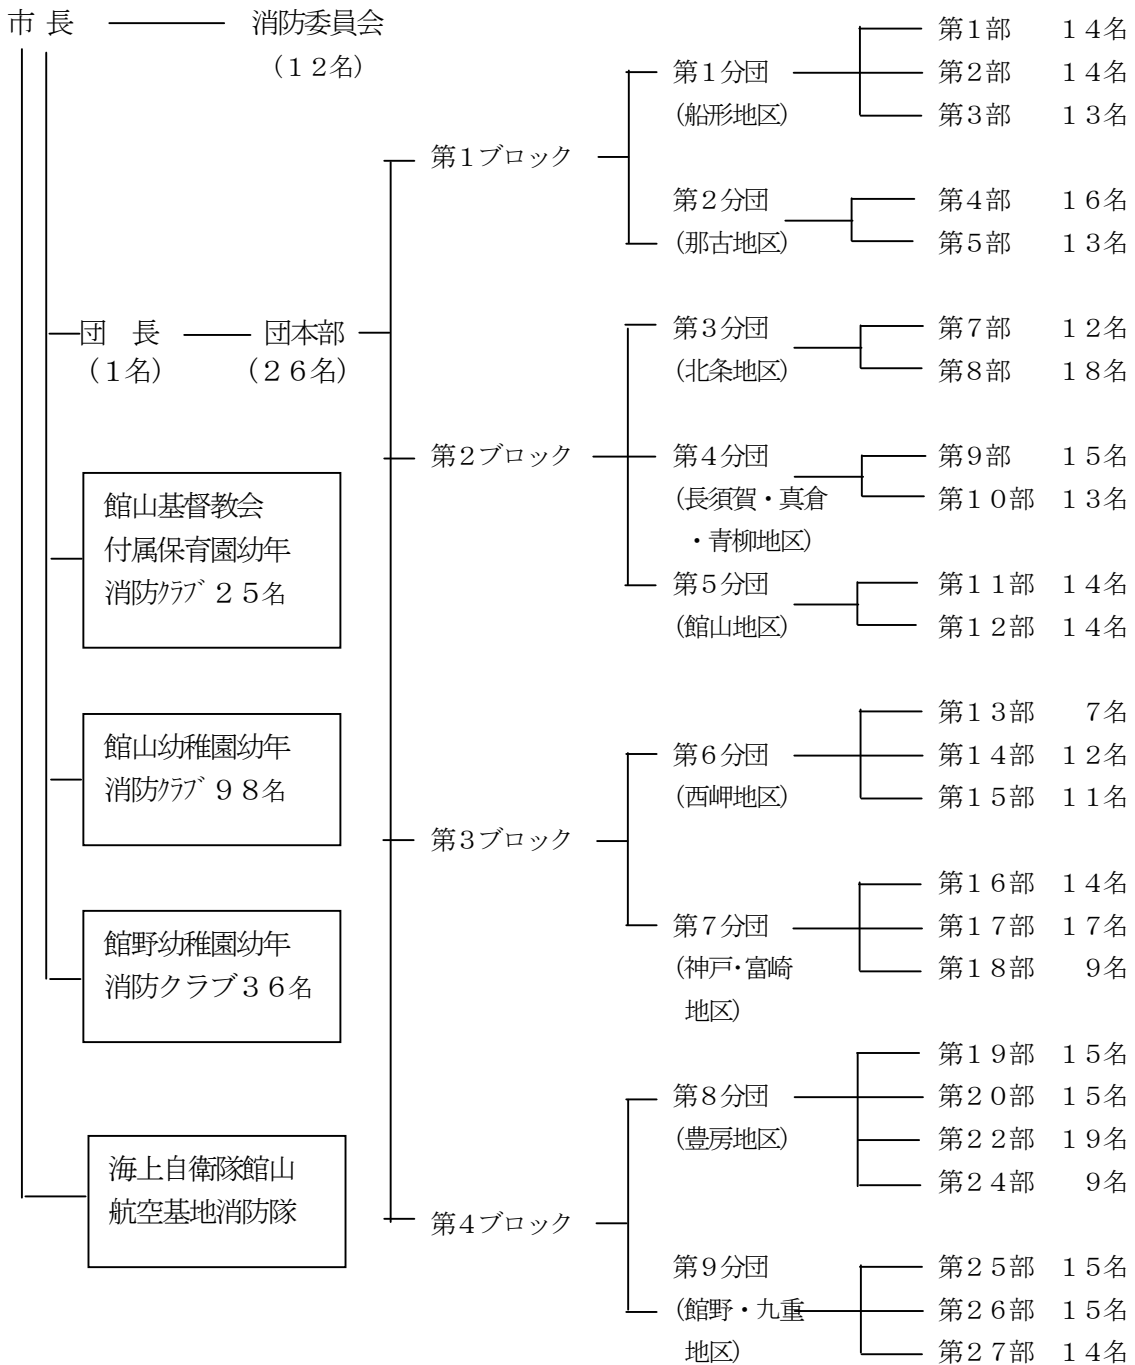 市 長 消防委員会
(12名)
第1ブロック
第1分団
(船形地区)
第1部 14名
第2部 14名
第3部 13名
第2分団
(那古地区)
第4部 16名
第5部 13名
団 長 団本部
(1名) (26名)
第2ブロック
第3分団
(北条地区)
第7部 12名
第8部 18名
第4分団
(長須賀・真倉
・青柳地区)
第9部 15名
第10部 13名
第5分団
(館山地区)
第11部 14名
第12部 14名
館山基督教会
付属保育園幼年
消防クラブ 25名
館山幼稚園幼年
消防クラブ 98名
館野幼稚園幼年
消防クラブ36名
海上自衛隊館山
航空基地消防隊
第3ブロック
第6分団
(西岬地区)
第13部 7名
第14部 12名
第15部 11名
第7分団
(神戸・富崎
地区)
第16部 14名
第17部 17名
第18部 9名
第4ブロック
第8分団
(豊房地区)
第19部 15名
第20部 15名
第22部 19名
第24部 9名
第9分団
(館野・九重
地区)
第25部 15名
第26部 15名
第27部 14名